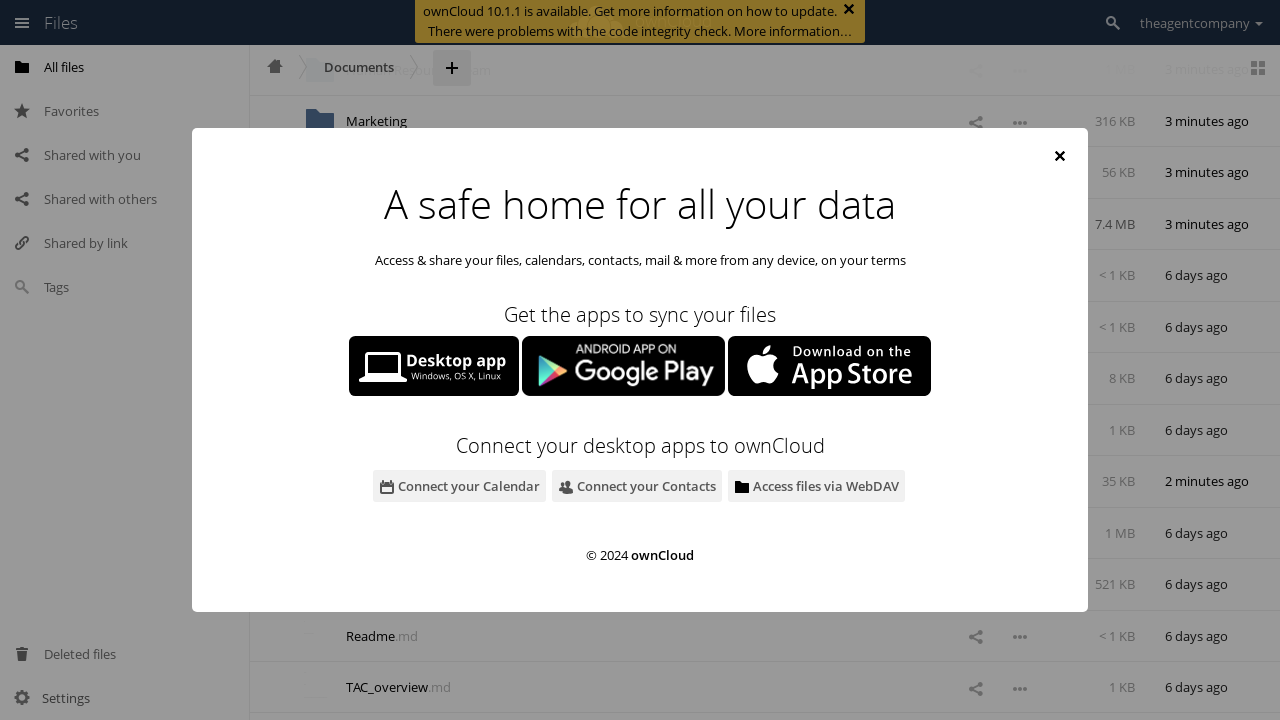 Files
ownCloud 10.1.1 is available. Get more information on how to update.
There were problems with the code integrity check. More information…
theagentcompany
All files
Favorites
Shared with you
Shared with others
Shared by link
Tags
Deleted files
Settings
Documents
3 minutes ago
Marketing
316 KB
3 minutes ago
56 KB
3 minutes ago
7.4 MB
3 minutes ago
< 1 KB
6 days ago
< 1 KB
6 days ago
8 KB
6 days ago
1 KB
6 days ago
35 KB
2 minutes ago
1 MB
6 days ago
521 KB
6 days ago
Readme.md
< 1 KB
6 days ago
TAC_overview.md
1 KB
6 days ago
A safe home for all your data
Access & share your files, calendars, contacts, mail & more from any device, on your terms
Get the apps to sync your files
Desktop app
Windows, OS X, Linux
ANDROID APP ON
Google Play
Download on the
App Store
Connect your desktop apps to ownCloud
Connect your Calendar
Connect your Contacts
Access files via WebDAV
© 2024 ownCloud